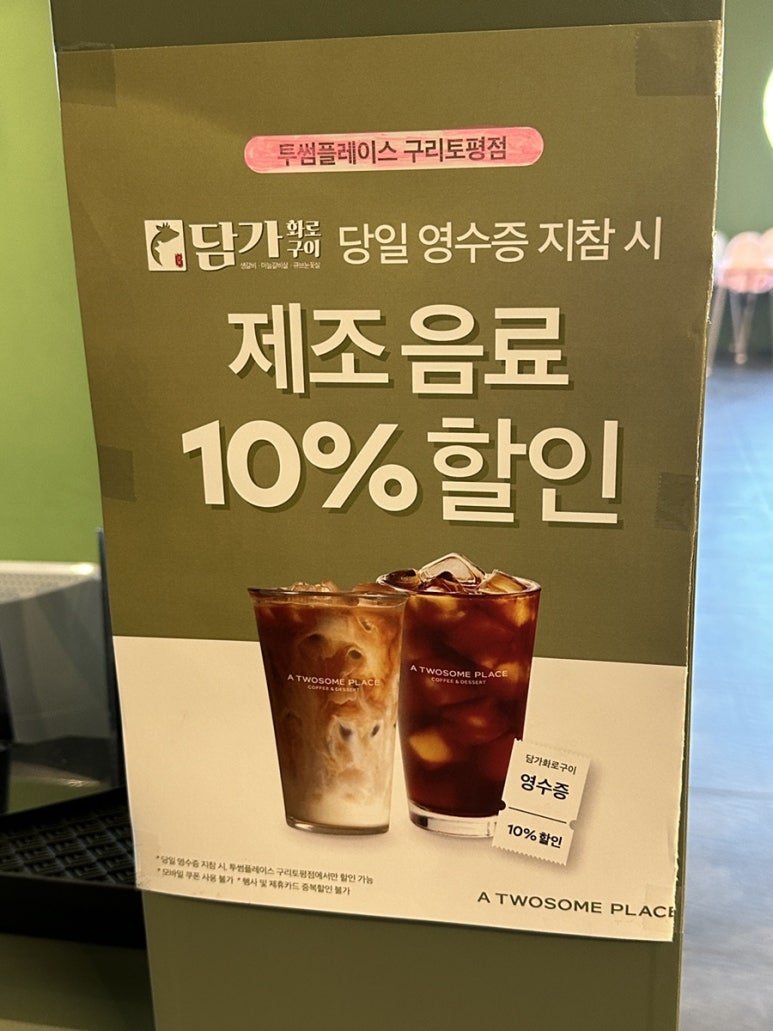 투썸플레이스 구리토평점
담가 화로구이 당일 영수증 지참 시
생갈비 · 마늘갈비살 · 큐브눈꽃살
제조 음료
10% 할인
A TWOSOME PLACE
COFFEE & DESSERT
A TWOSOME PLACE
COFFEE & DESSERT
담가화로구이
영수증
10% 할인
* 당일 영수증 지참 시, 투썸플레이스 구리토평점에서만 할인 가능
* 모바일 쿠폰 사용 불가 * 행사 및 제휴카드 중복할인 불가
A TWOSOME PLACE